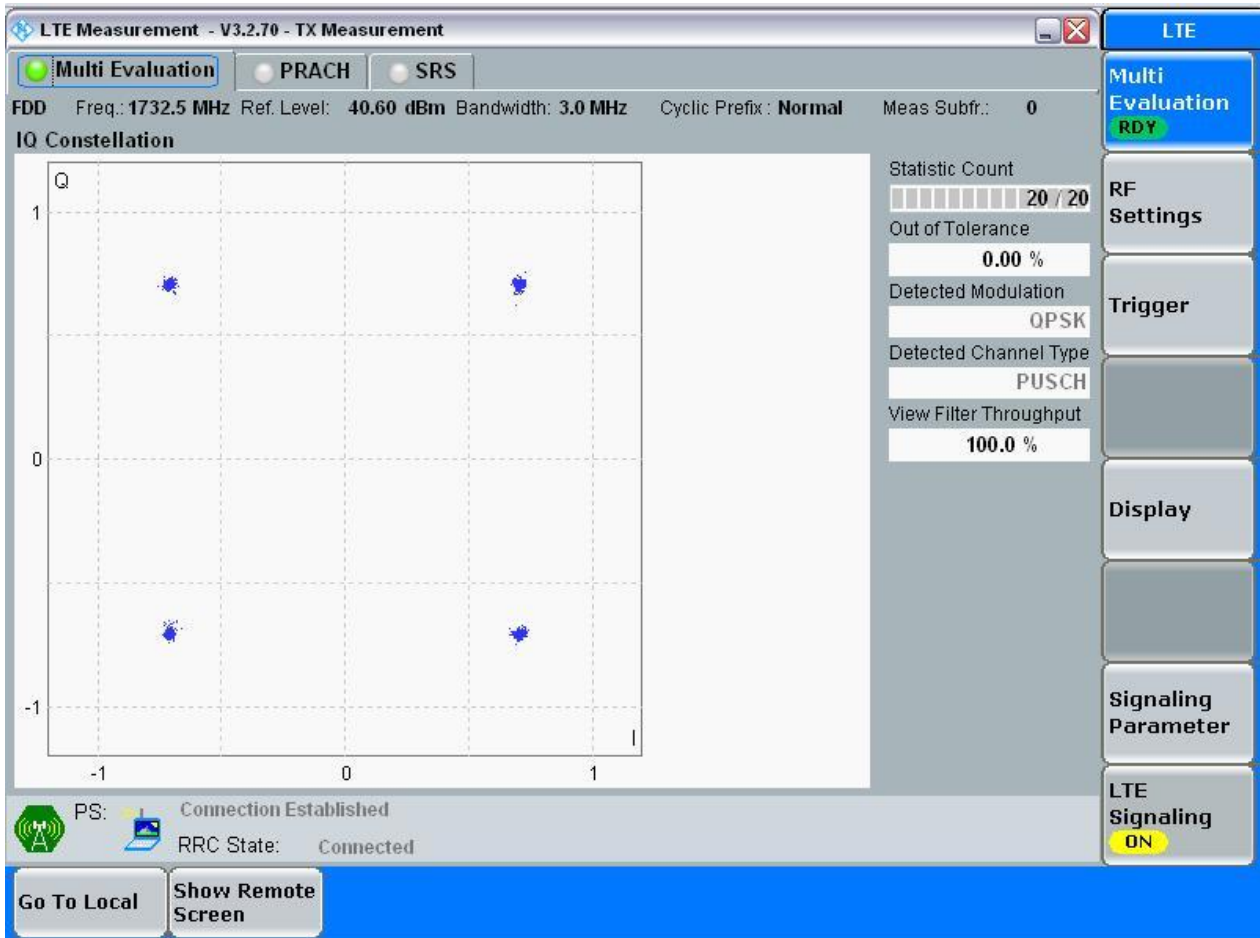 LTE Measurement - V3.2.70 - TX Measurement
LTE
Multi Evaluation PRACH SRS
FDD Freq.: 1732.5 MHz Ref. Level: 40.60 dBm Bandwidth: 3.0 MHz Cyclic Prefix : Normal Meas Subfr.: 0
IQ Constellation
Q
1
0
-1
-1 0 1
I
Statistic Count
20 / 20
Out of Tolerance
0.00 %
Detected Modulation
QPSK
Detected Channel Type
PUSCH
View Filter Throughput
100.0 %
Multi
Evaluation
RDY
RF
Settings
Trigger
Display
Signaling
Parameter
LTE
Signaling
ON
PS: Connection Established
RRC State: Connected
Go To Local
Show Remote
Screen